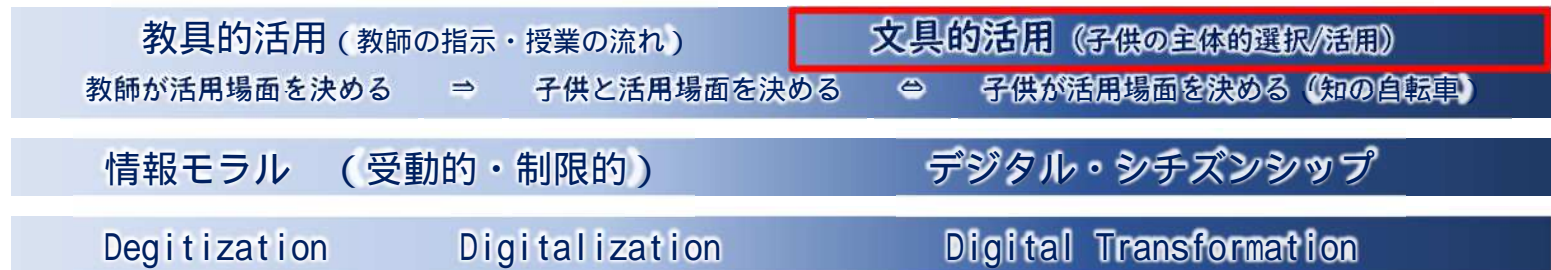 教具的活用（教師の指示・授業の流れ） 文具的活用（子供の主体的選択/活用）
教師が活用場面を決める ⇒ 子供と活用場面を決める ⇔ 子供が活用場面を決める（知の自転車）
情報モラル （受動的・制限的） デジタル・シチズンシップ
Degitization Digitalization Digital Transformation